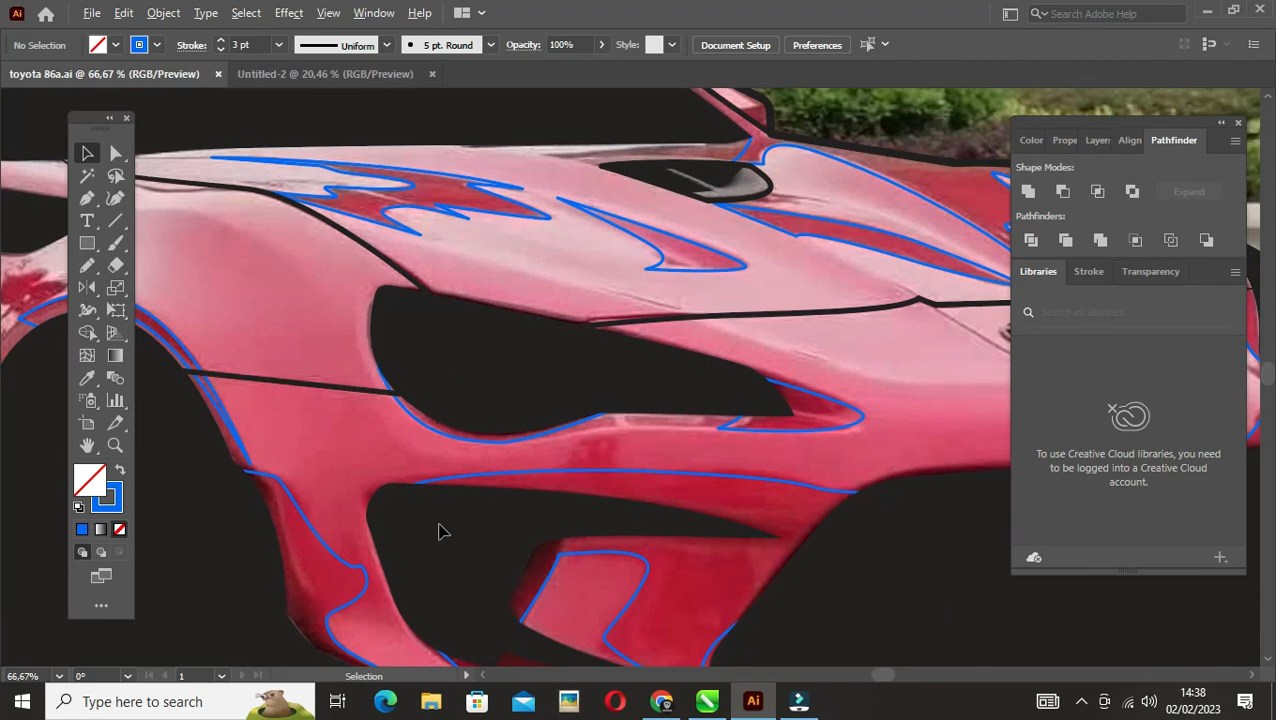 Ai File Edit Object Type Select Effect View Window Help Search Adobe Help
No Selection Stroke: 3 pt Uniform 5 pt. Round Opacity: 100% Style: Document Setup Preferences
toyota 86a.ai @ 66,67 % (RGB/Preview) × Untitled-2 @ 20,46 % (RGB/Preview) ×
Color Prope Layers Align Pathfinder
Shape Modes:
Expand
Pathfinders:
Libraries Stroke Transparency
To use Creative Cloud libraries, you need to be logged into a Creative Cloud account.
66,67% 0° 1 Selection
Type here to search Ai 14:38
02/02/2023